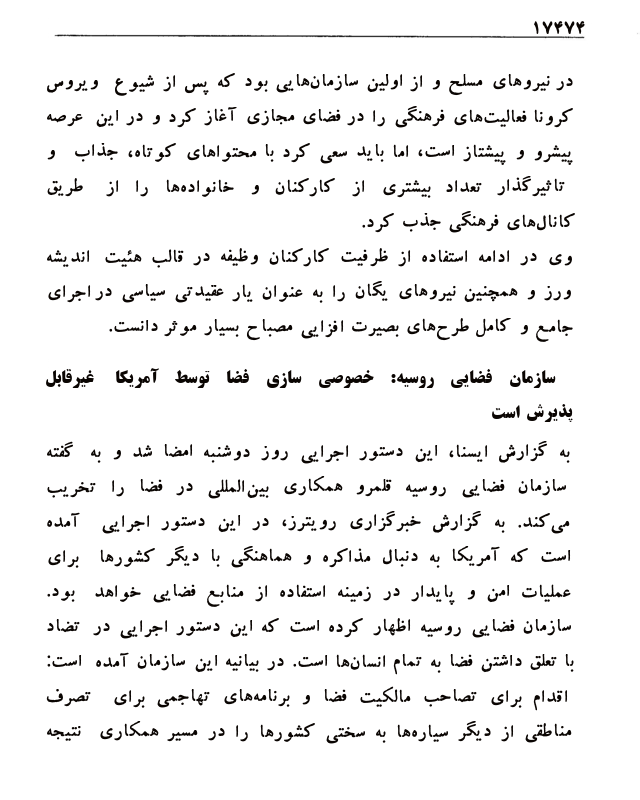 ۱۷۴۷۴
در نیروهای مسلح و از اولین سازمان‌هایی بود که پس از شیوع ویروس
کرونا فعالیت‌های فرهنگی را در فضای مجازی آغاز کرد و در این عرصه
پیشرو و پیشتاز است، اما باید سعی کرد با محتواهای کوتاه، جذاب و
تاثیرگذار تعداد بیشتری از کارکنان و خانواده‌ها را از طریق
کانال‌های فرهنگی جذب کرد.
وی در ادامه استفاده از ظرفیت کارکنان وظیفه در قالب هئیت اندیشه
ورز و همچنین نیروهای یگان را به عنوان یار عقیدتی سیاسی در اجرای
جامع و کامل طرح‌های بصیرت افزایی مصباح بسیار موثر دانست.
سازمان فضایی روسیه: خصوصی سازی فضا توسط آمریکا غیرقابل
پذیرش است
به گزارش ایسنا، این دستور اجرایی روز دوشنبه امضا شد و به گفته
سازمان فضایی روسیه قلمرو همکاری بین‌المللی در فضا را تخریب
می‌کند. به گزارش خبرگزاری رویترز، در این دستور اجرایی آمده
است که آمریکا به دنبال مذاکره و هماهنگی با دیگر کشورها برای
عملیات امن و پایدار در زمینه استفاده از منابع فضایی خواهد بود.
سازمان فضایی روسیه اظهار کرده است که این دستور اجرایی در تضاد
با تعلق داشتن فضا به تمام انسان‌ها است. در بیانیه این سازمان آمده است:
اقدام برای تصاحب مالکیت فضا و برنامه‌های تهاجمی برای تصرف
مناطقی از دیگر سیاره‌ها به سختی کشورها را در مسیر همکاری نتیجه